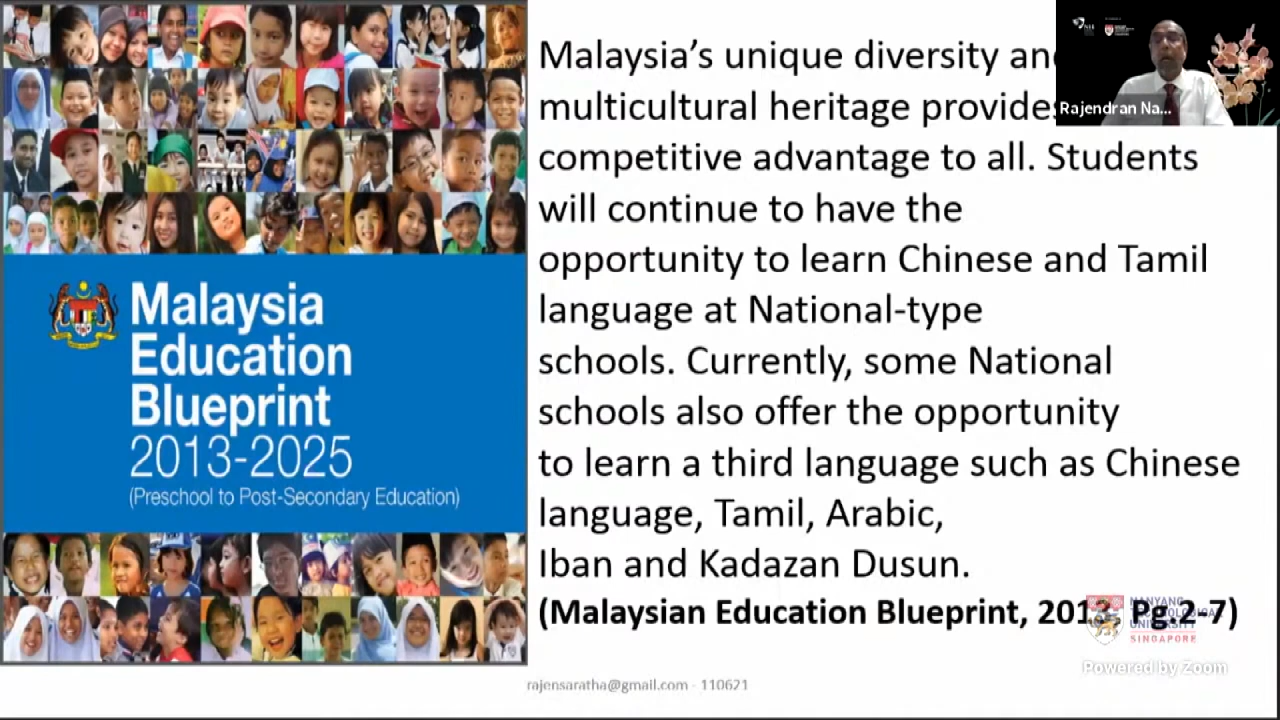 Malaysia's unique diversity and
multicultural heritage provides
competitive advantage to all. Students
will continue to have the
opportunity to learn Chinese and Tamil
language at National-type
schools. Currently, some National
schools also offer the opportunity
to learn a third language such as Chinese
language, Tamil, Arabic,
Iban and Kadazan Dusun.
(Malaysian Education Blueprint, 201 Pg.2-7)
Malaysia
Education
Blueprint
2013-2025
(Preschool to Post-Secondary Education)
Rajendran Na...
NANYANG
TECHNOLOGICAL
UNIVERSITY
SINGAPORE
Powered by Zoom
rajensaratha@gmail.com - 110621